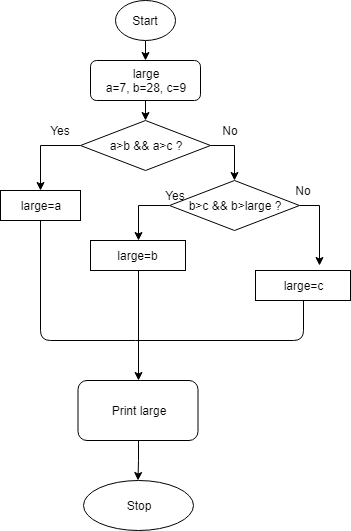 Start
large
a=7, b=28, c=9
a>b && a>c ?
Yes
No
b>c && b>large ?
Yes
No
large=a
large=b
large=c
Print large
Stop